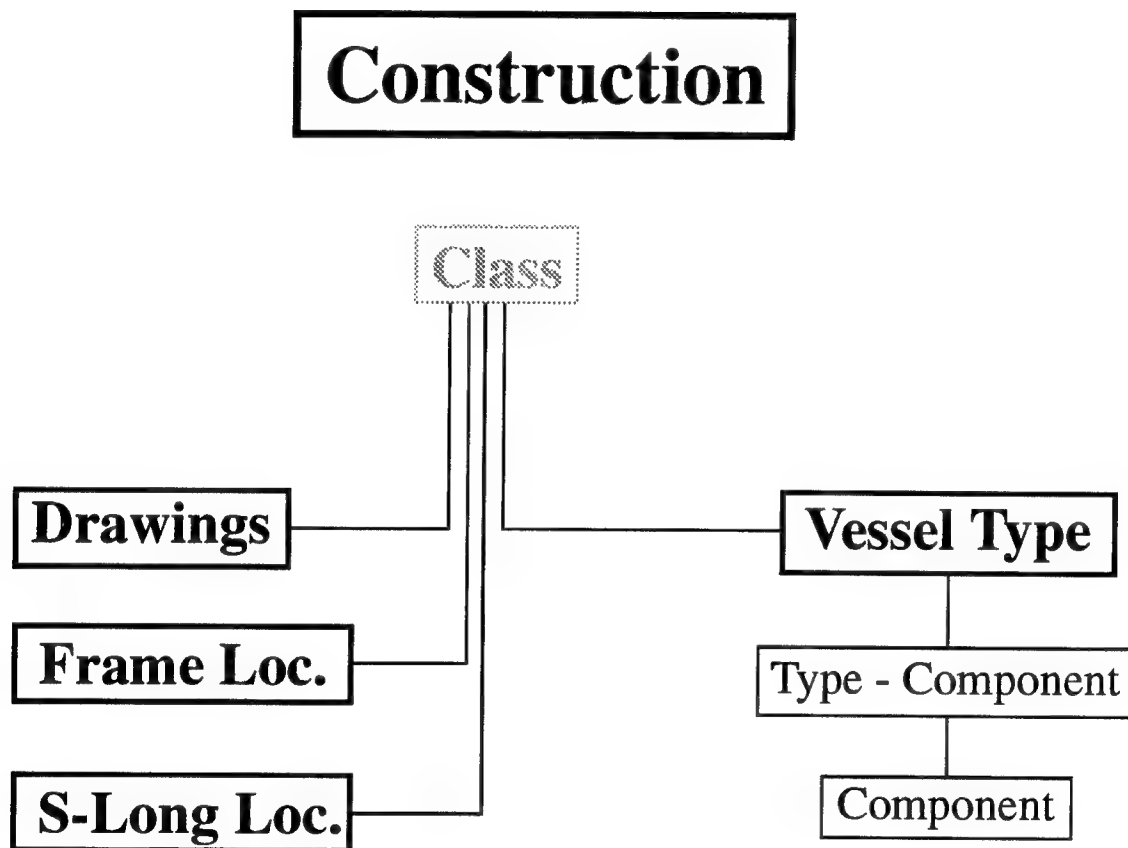 Construction
Class
Drawings
Vessel Type
Frame Loc.
Type - Component
S-Long Loc.
Component